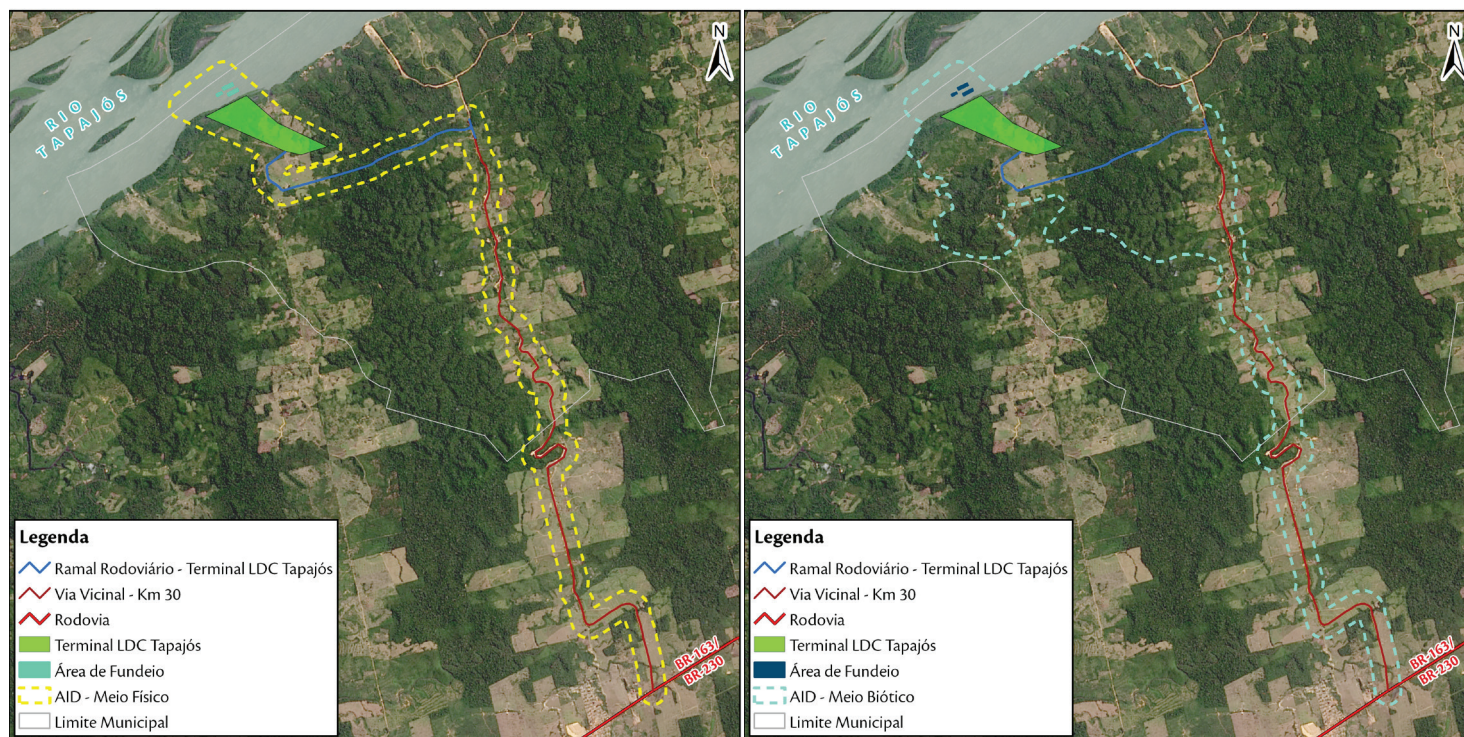 N
RIO
TAPAJÓS
BR-163/
BR-230
Legenda
Ramal Rodoviário - Terminal LDC Tapajós
Via Vicinal - Km 30
Rodovia
Terminal LDC Tapajós
Área de Fundeio
AID - Meio Físico
Limite Municipal
N
RIO
TAPAJÓS
BR-163/
BR-230
Legenda
Ramal Rodoviário - Terminal LDC Tapajós
Via Vicinal - Km 30
Rodovia
Terminal LDC Tapajós
Área de Fundeio
AID - Meio Biótico
Limite Municipal